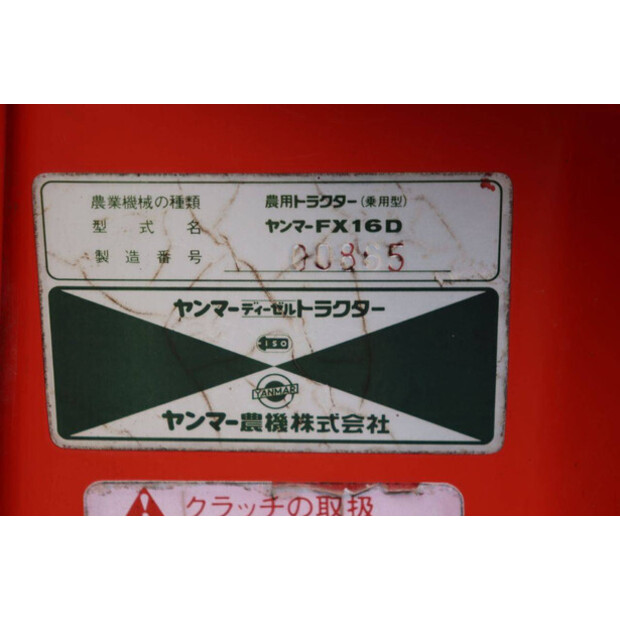 農業機械の種類 農用トラクター(乗用型)
型式名 ヤンマーFX16D
製造番号 00865
ヤンマーディーゼルトラクター
ISO
YANMAR
ヤンマー農機株式会社
クラッチの取扱